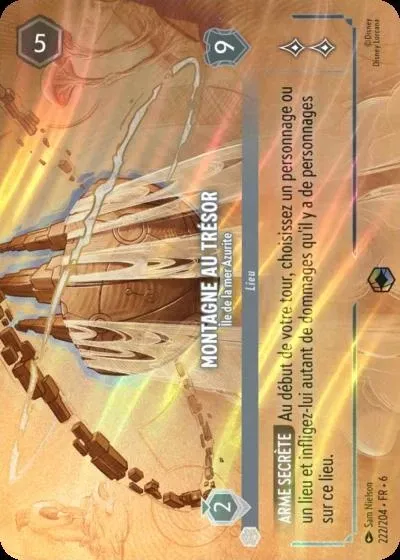 5
9
©Disney
Disney Lorcana
MONTAGNE AU TRÉSOR
Île de la mer Azurite
Lieu
2
ARME SECRÈTE Au début de votre tour, choisissez un personnage ou
un lieu et infligez-lui autant de dommages qu'il y a de personnages
sur ce lieu.
Sam Nielson
222/204 • FR • 6